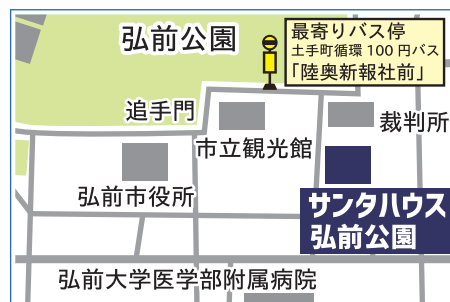 弘前公園
最寄りバス停
土手町循環100円バス
「陸奥新報社前」
追手門
市立観光館
裁判所
弘前市役所
サンタハウス
弘前公園
弘前大学医学部附属病院